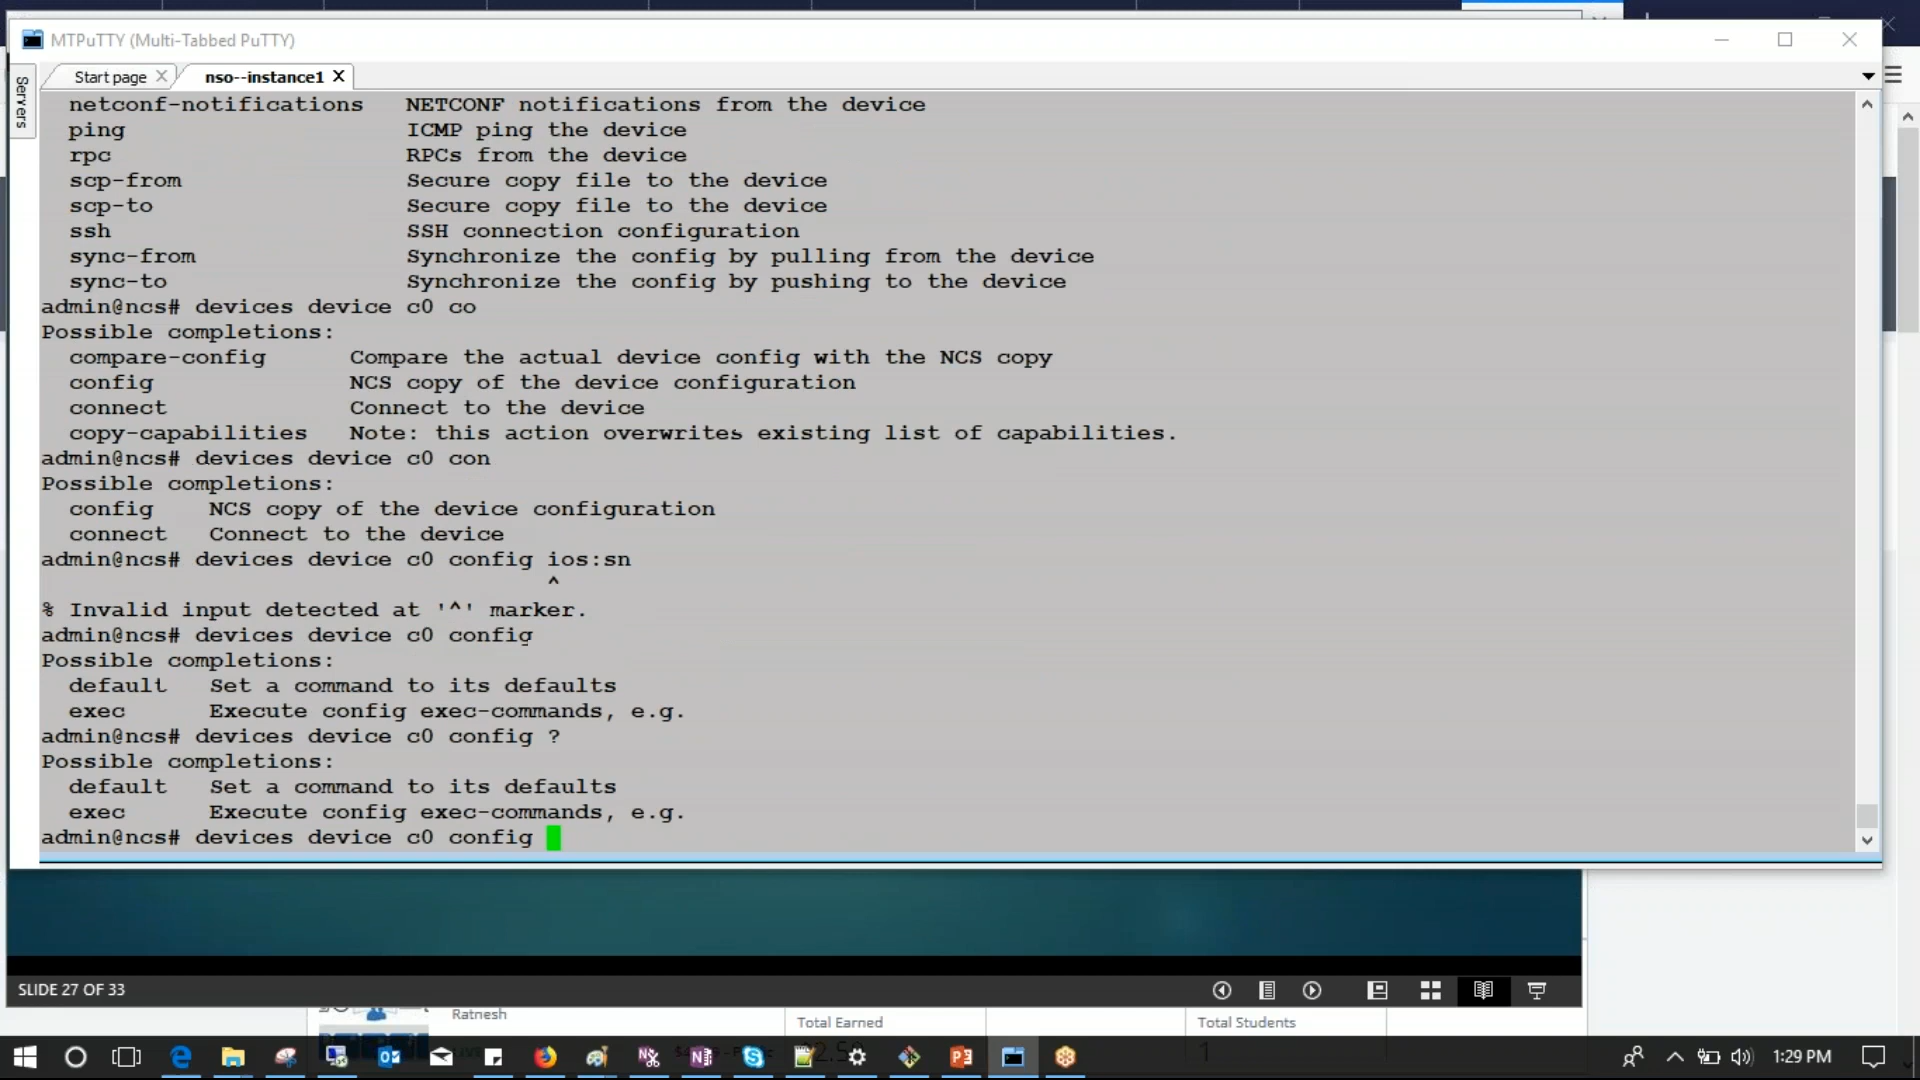 MTPuTTY (Multi-Tabbed PuTTY)
Servers
Start page
nso--instance1
netconf-notifications NETCONF notifications from the device
ping ICMP ping the device
rpc RPCs from the device
scp-from Secure copy file to the device
scp-to Secure copy file to the device
ssh SSH connection configuration
sync-from Synchronize the config by pulling from the device
sync-to Synchronize the config by pushing to the device
admin@ncs# devices device c0 co
Possible completions:
compare-config Compare the actual device config with the NCS copy
config NCS copy of the device configuration
connect Connect to the device
copy-capabilities Note: this action overwrites existing list of capabilities.
admin@ncs# devices device c0 con
Possible completions:
config NCS copy of the device configuration
connect Connect to the device
admin@ncs# devices device c0 config ios:sn
^
% Invalid input detected at '^' marker.
admin@ncs# devices device c0 config
Possible completions:
default Set a command to its defaults
exec Execute config exec-commands, e.g.
admin@ncs# devices device c0 config ?
Possible completions:
default Set a command to its defaults
exec Execute config exec-commands, e.g.
admin@ncs# devices device c0 config
SLIDE 27 OF 33
Ratnesh
Total Earned
Total Students
1
1:29 PM